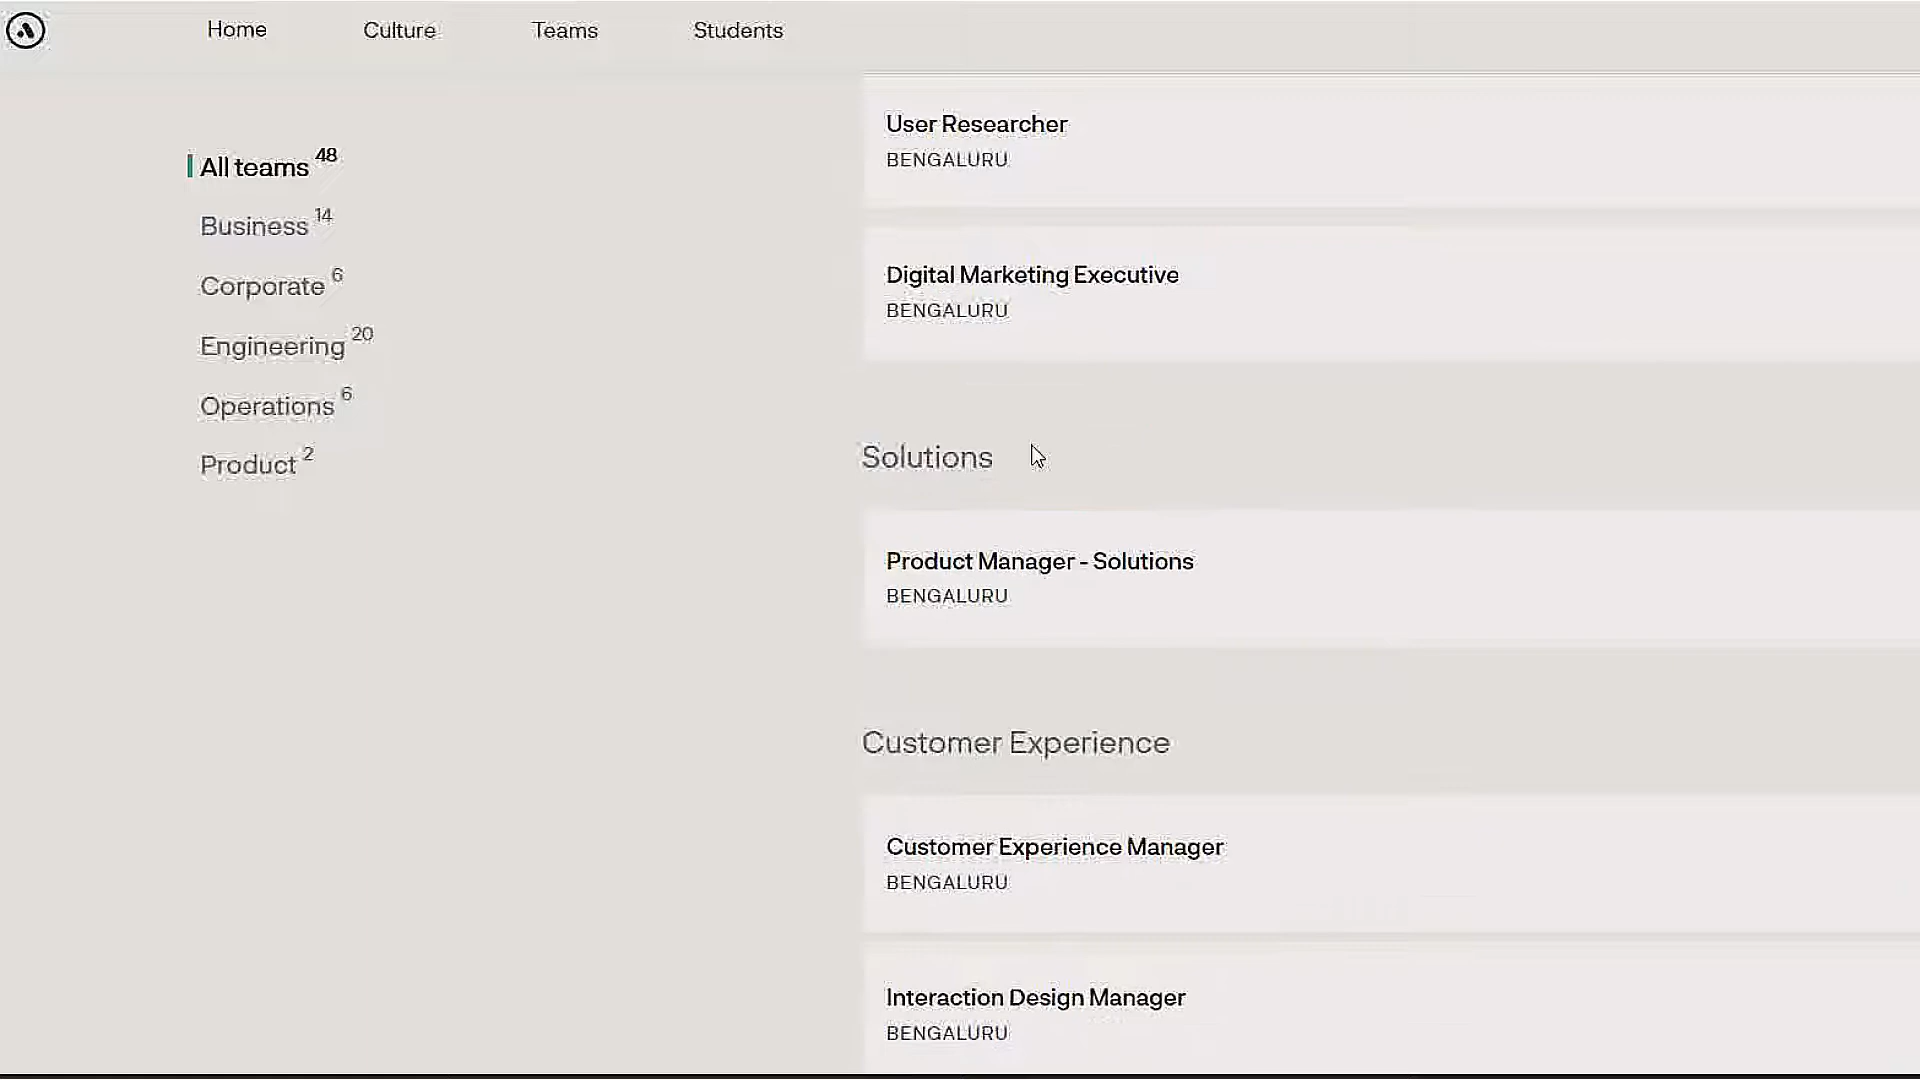 Home
Culture
Teams
Students
All teams 48
Business 14
Corporate 6
Engineering 20
Operations 6
Product 2
User Researcher
BENGALURU
Digital Marketing Executive
BENGALURU
Solutions
Product Manager - Solutions
BENGALURU
Customer Experience
Customer Experience Manager
BENGALURU
Interaction Design Manager
BENGALURU